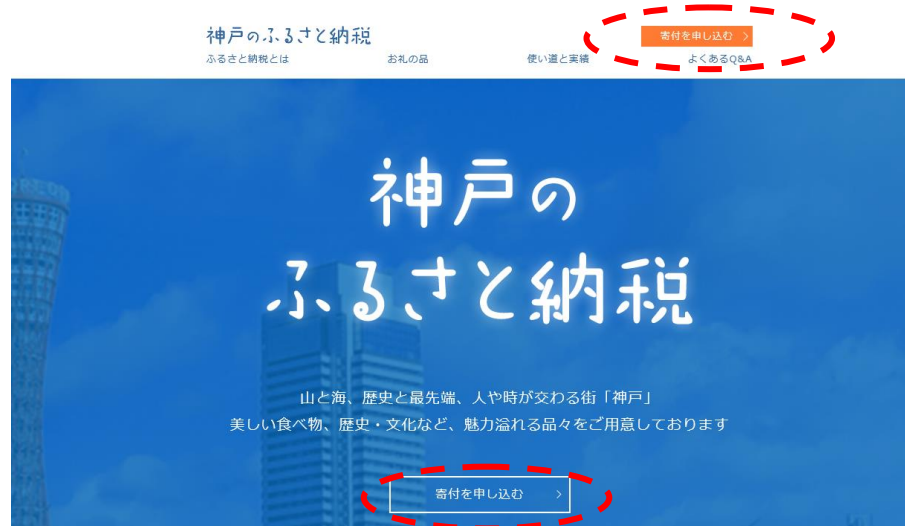 神戸のふるさと納税
寄付を申し込む
ふるさと納税とは
お礼の品
使い道と実績
よくあるQ&A
神戸の
ふるさと納税
山と海、歴史と最先端、人や時が交わる街「神戸」
美しい食べ物、歴史・文化など、魅力溢れる品々をご用意しております
寄付を申し込む